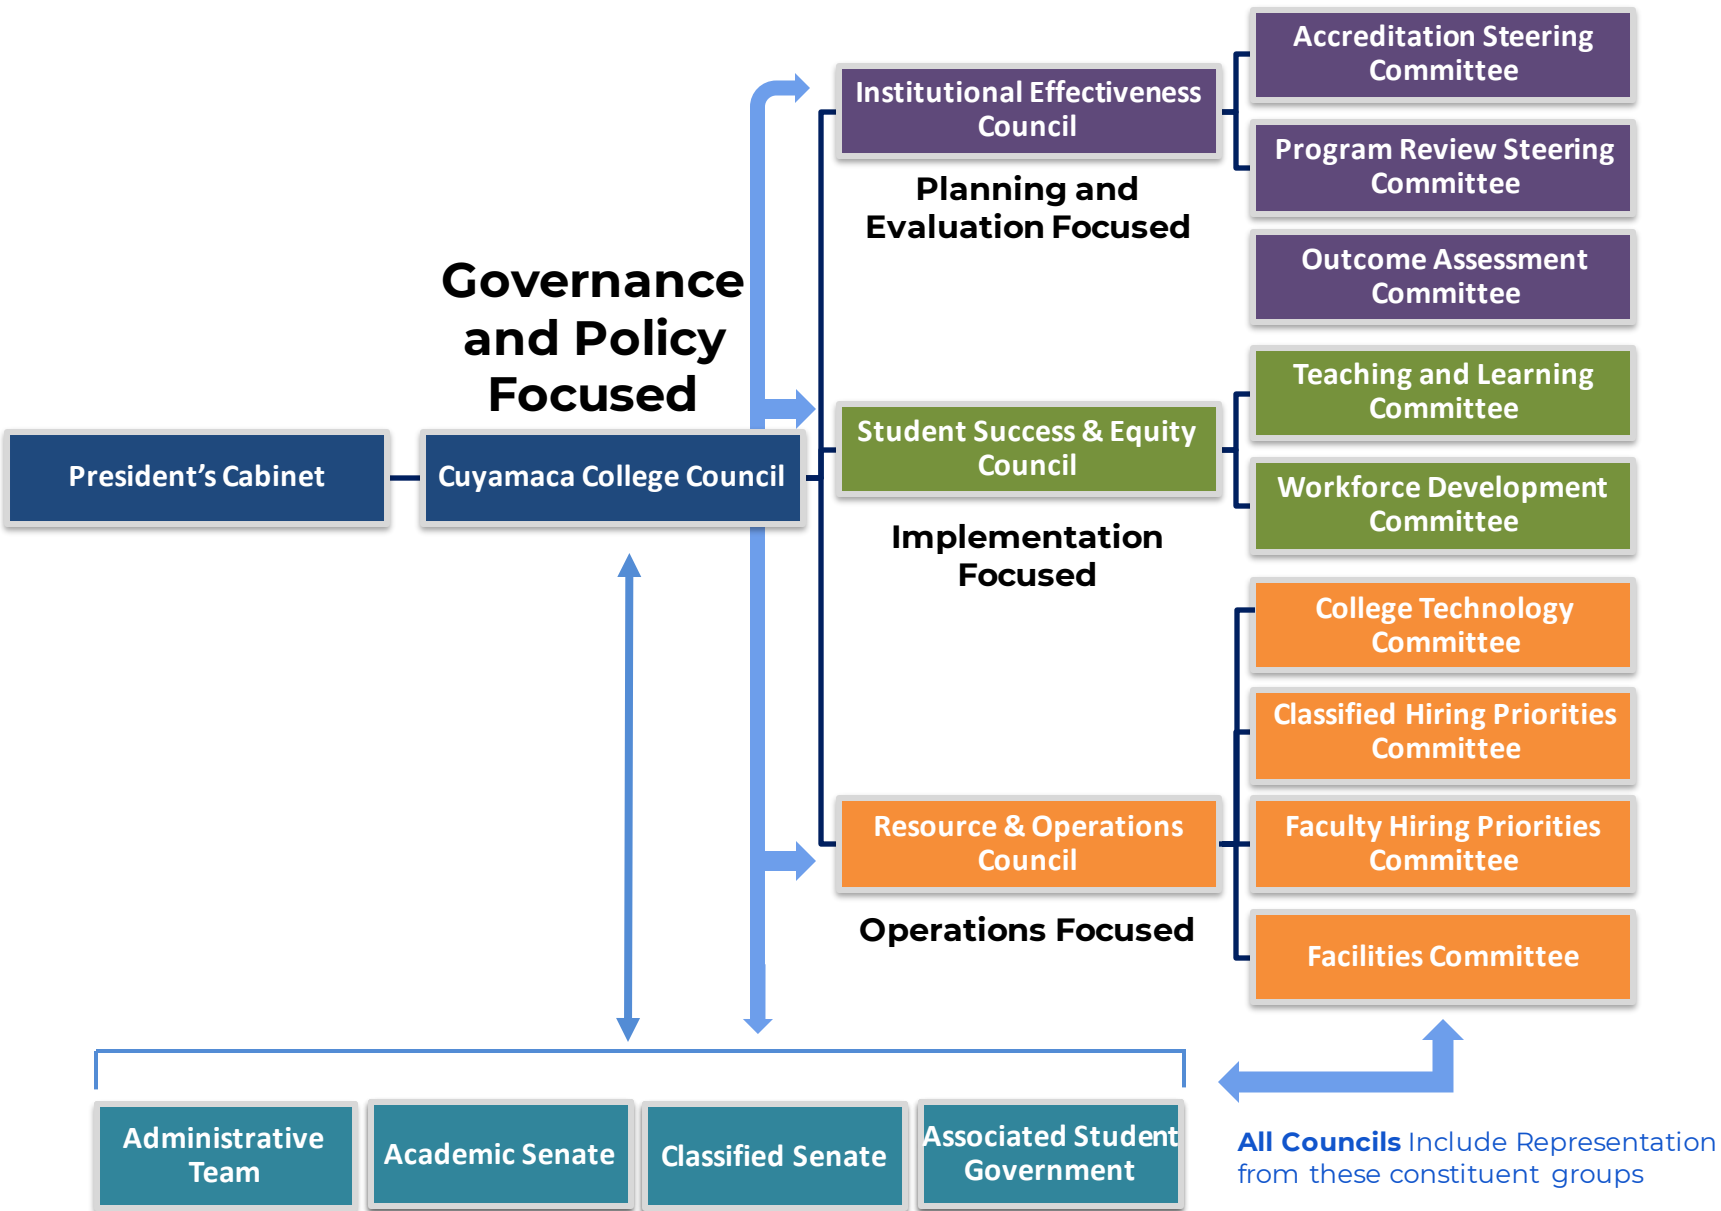 Accreditation Steering
Committee
Institutional Effectiveness
Council
Program Review Steering
Committee
Planning and
Evaluation Focused
Outcome Assessment
Committee
Governance
and Policy
Focused
Teaching and Learning
Committee
Student Success & Equity
Council
President’s Cabinet
Cuyamaca College Council
Workforce Development
Committee
Implementation
Focused
College Technology
Committee
Classified Hiring Priorities
Committee
Resource & Operations
Council
Faculty Hiring Priorities
Committee
Operations Focused
Facilities Committee
Administrative
Team
Academic Senate
Classified Senate
Associated Student
Government
All Councils Include Representation
from these constituent groups